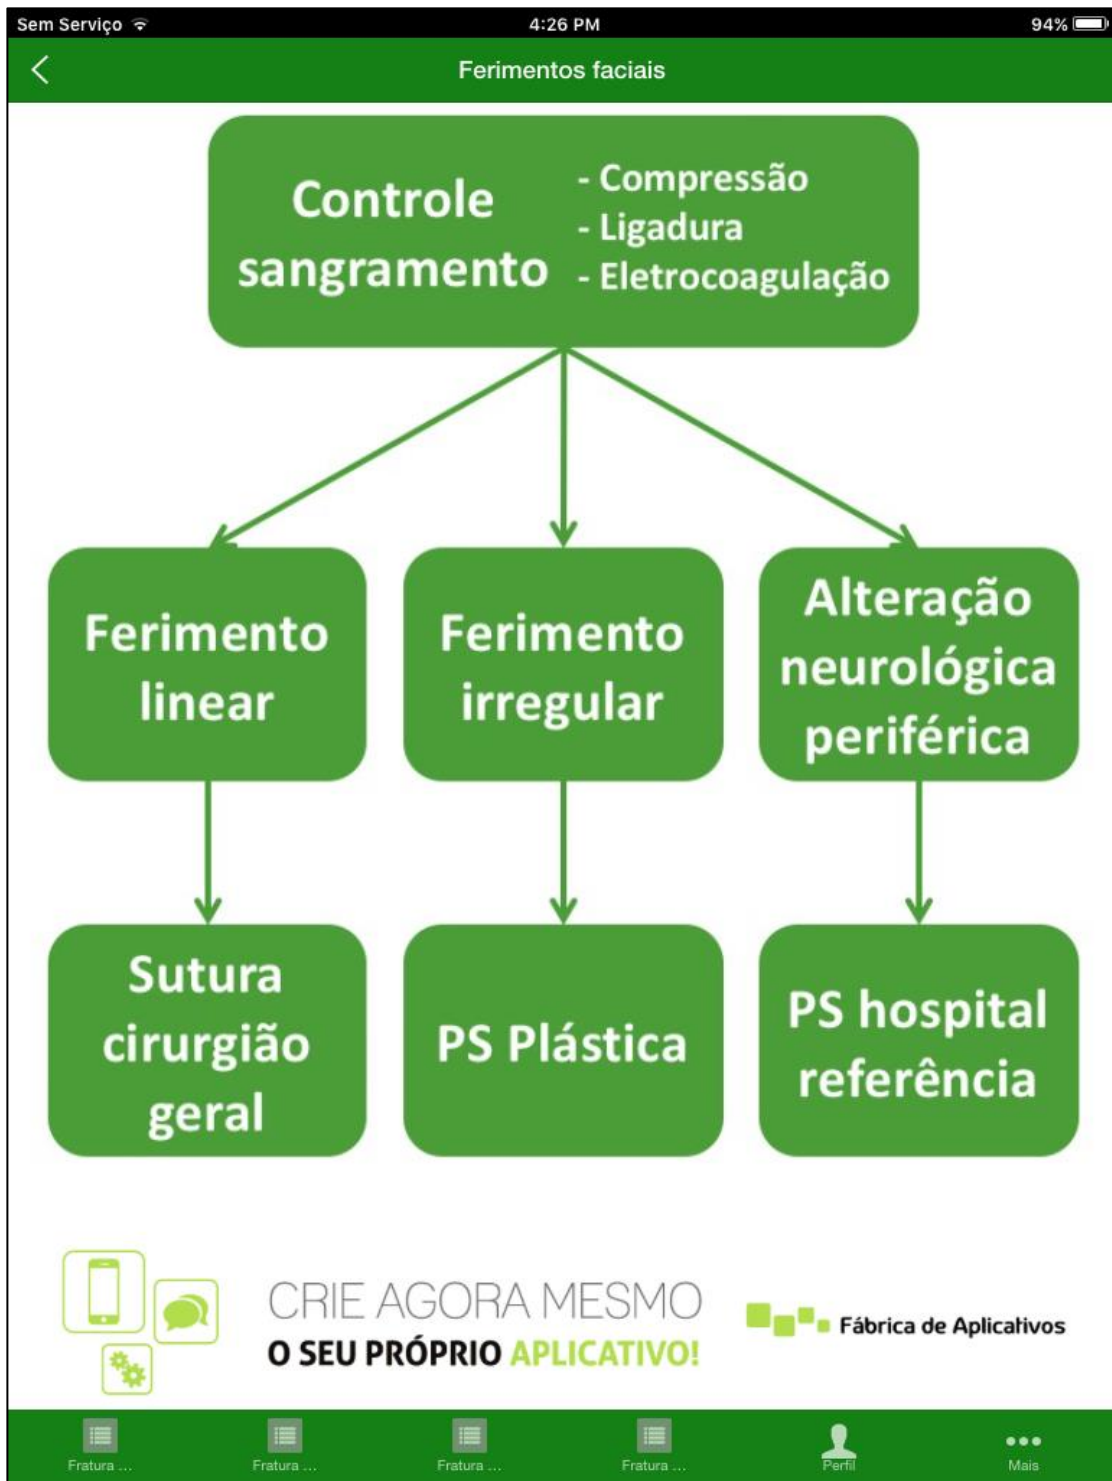 Sem Serviço
4:26 PM
94%
Ferimentos faciais
Controle
sangramento
- Compressão
- Ligadura
- Eletrocoagulação
Ferimento
linear
Ferimento
irregular
Alteração
neurológica
periférica
Sutura
cirurgião
geral
PS Plástica
PS hospital
referência
CRIE AGORA MESMO
O SEU PRÓPRIO APLICATIVO!
Fábrica de Aplicativos
Fratura ...
Fratura ...
Fratura ...
Fratura ...
Perfil
Mais